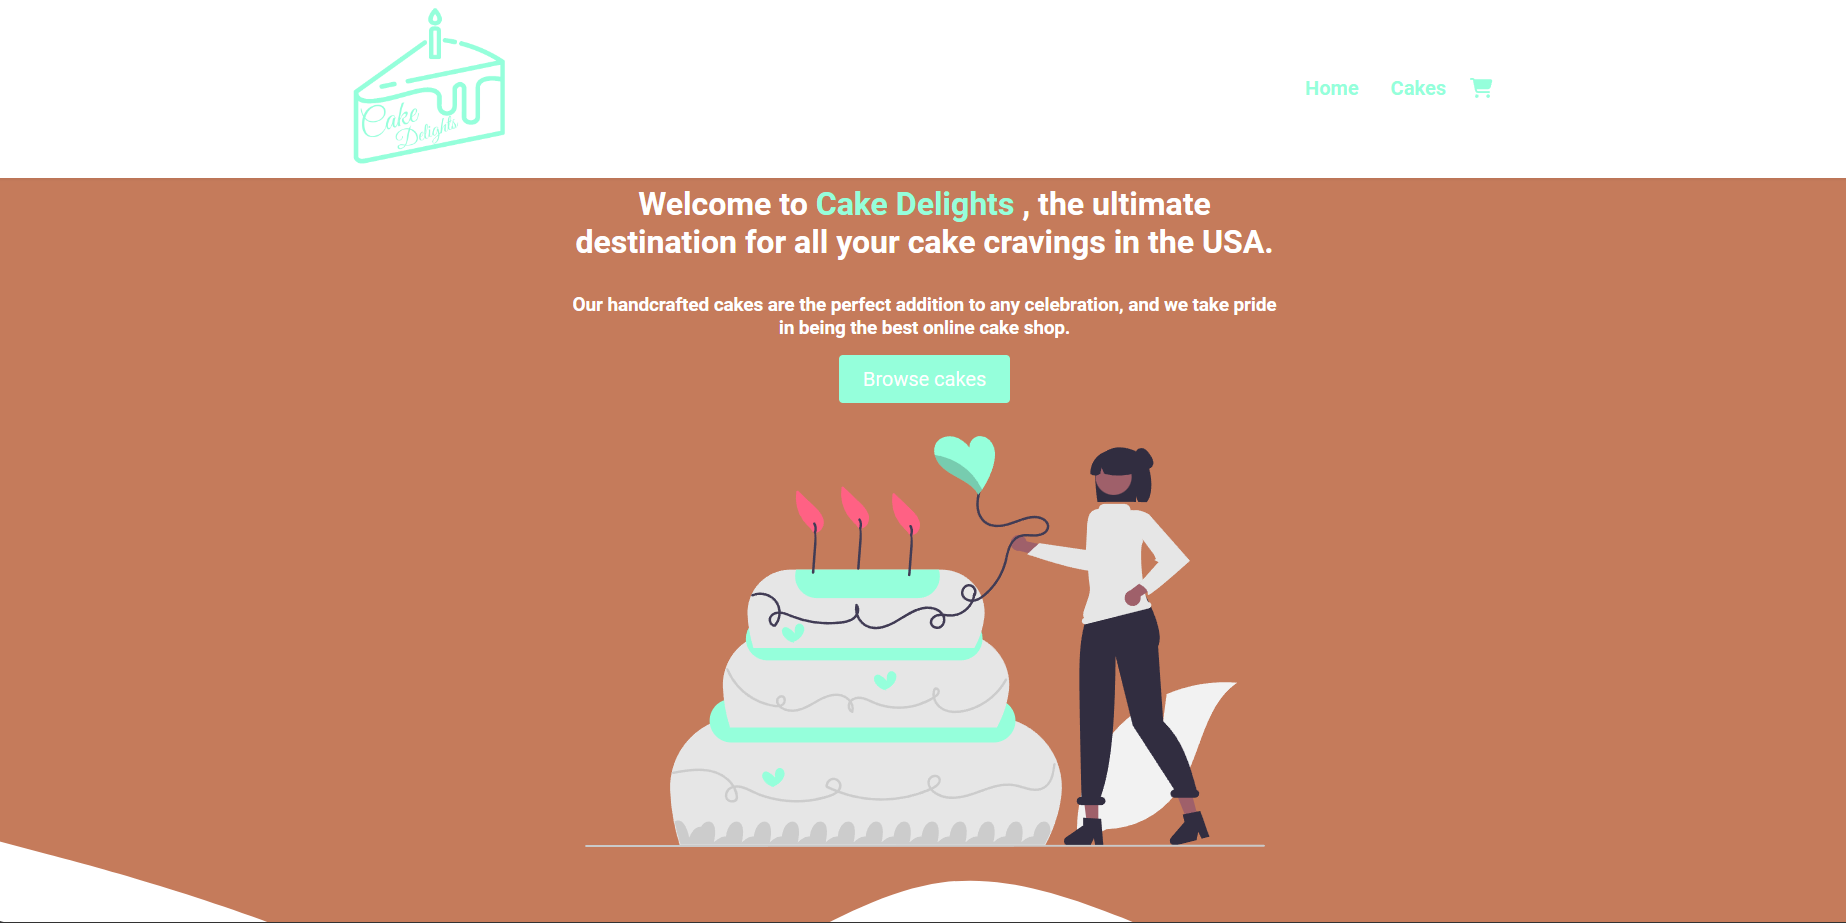 Cake
Delights
Home Cakes
Welcome to Cake Delights , the ultimate
destination for all your cake cravings in the USA.
Our handcrafted cakes are the perfect addition to any celebration, and we take pride
in being the best online cake shop.
Browse cakes